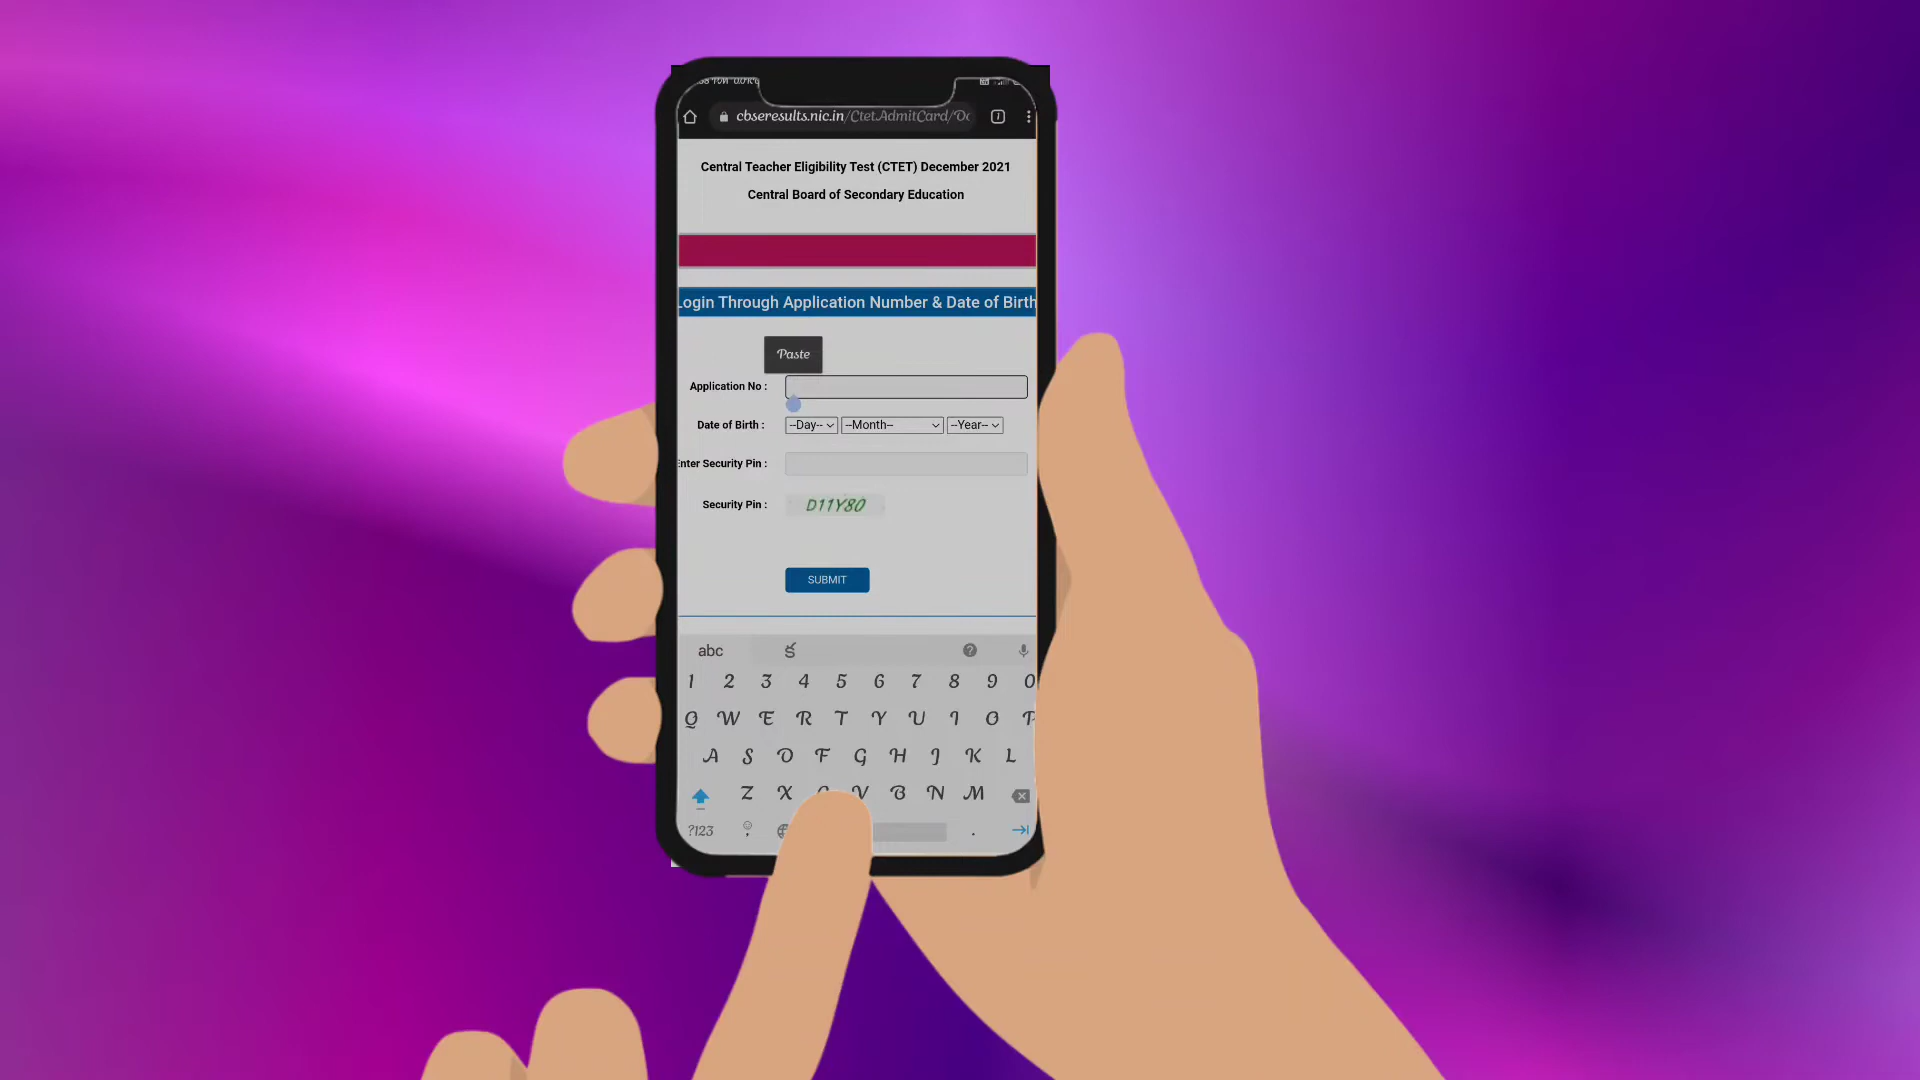 cbseresults.nic.in/CtetAdmitCard/
Central Teacher Eligibility Test (CTET) December 2021
Central Board of Secondary Education
Login Through Application Number & Date of Birth
Paste
Application No :
Date of Birth : --Day-- --Month-- --Year--
Enter Security Pin :
Security Pin : D11Y80
SUBMIT
abc క
1 2 3 4 5 6 7 8 9 0
Q W E R T Y U I O P
A S D F G H J K L
Z X C V B N M
?123 .